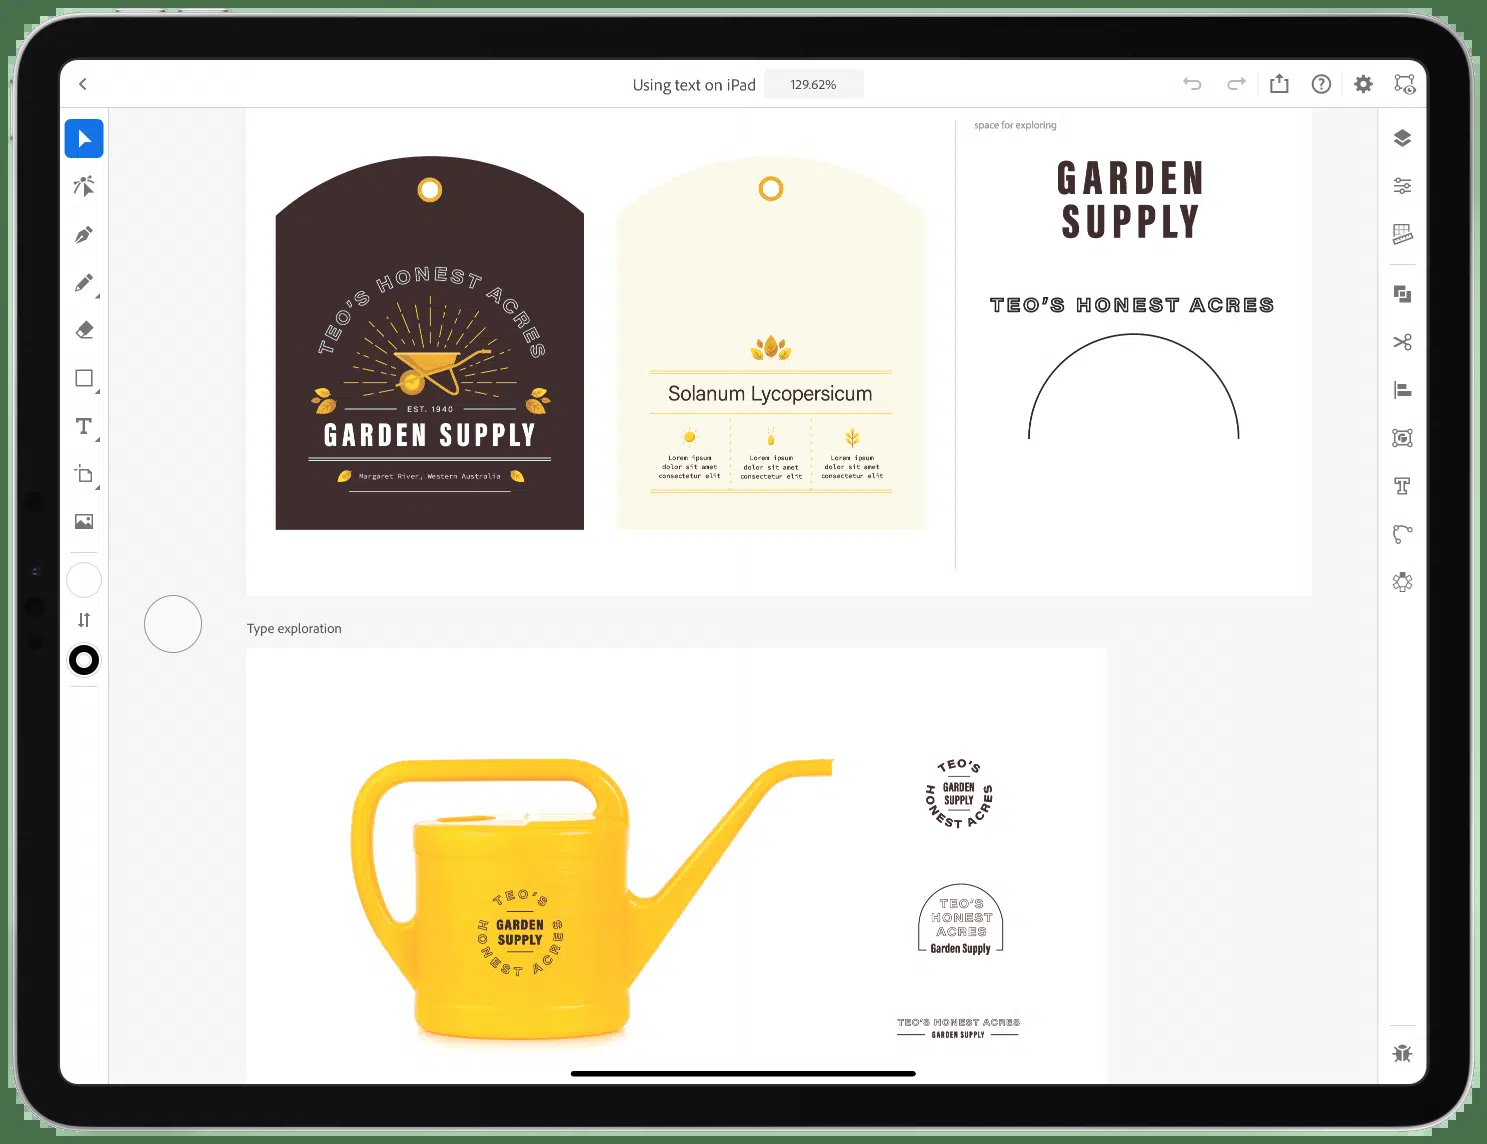 Using text on iPad
129.62%
space for exploring
TEO'S HONEST ACRES
EST. 1940
GARDEN SUPPLY
Margaret River, Western Australia
Solanum Lycopersicum
Lorem ipsum
dolor sit amet
consectetur elit
Lorem ipsum
dolor sit amet
consectetur elit
Lorem ipsum
dolor sit amet
consectetur elit
GARDEN
SUPPLY
TEO'S HONEST ACRES
Type exploration
TEO'S
HONEST ACRES
GARDEN
SUPPLY
TEO'S
HONEST ACRES
GARDEN
SUPPLY
TEO'S
HONEST
ACRES
Garden Supply
TEO'S HONEST ACRES
GARDEN SUPPLY